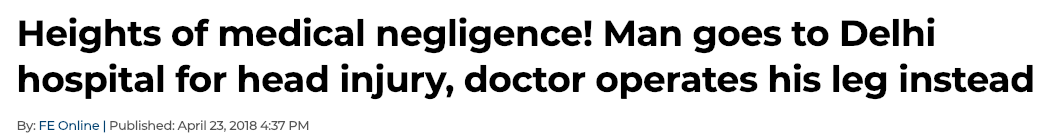 Heights of medical negligence! Man goes to Delhi
hospital for head injury, doctor operates his leg instead
By: FE Online | Published: April 23, 2018 4:37 PM